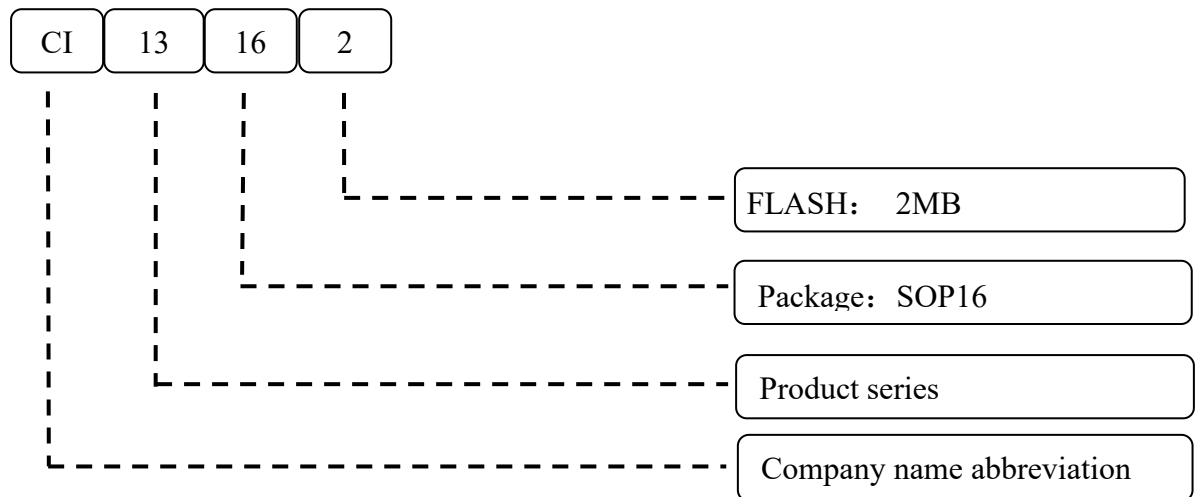 CI 13 16 2
FLASH： 2MB
Package：SOP16
Product series
Company name abbreviation